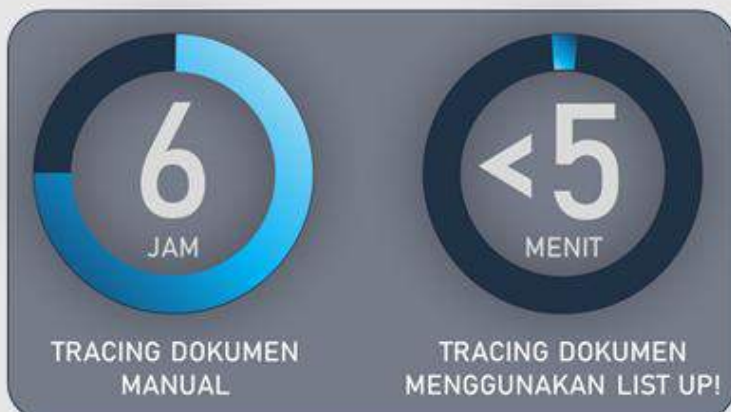 6
JAM
TRACING DOKUMEN
MANUAL
<5
MENIT
TRACING DOKUMEN
MENGGUNAKAN LIST UP!